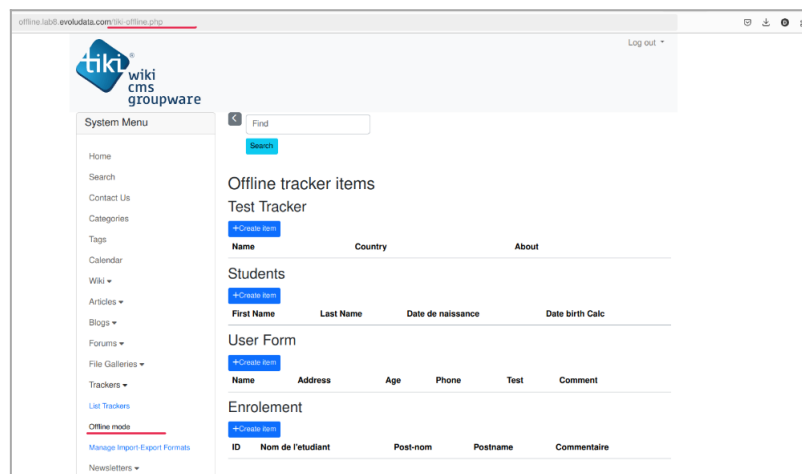 offline.lab8.evoludata.com/tiki-offline.php
Log out
tiki®
wiki
cms
groupware
System Menu
Home
Search
Contact Us
Categories
Tags
Calendar
Wiki
Articles
Blogs
Forums
File Galleries
Trackers
List Trackers
Offline mode
Manage Import-Export Formats
Newsletters
Find
Search
Offline tracker items
Test Tracker
+Create item
Name Country About
Students
+Create item
First Name Last Name Date de naissance Date birth Calc
User Form
+Create item
Name Address Age Phone Test Comment
Enrolement
+Create item
ID Nom de l'etudiant Post-nom Postname Commentaire